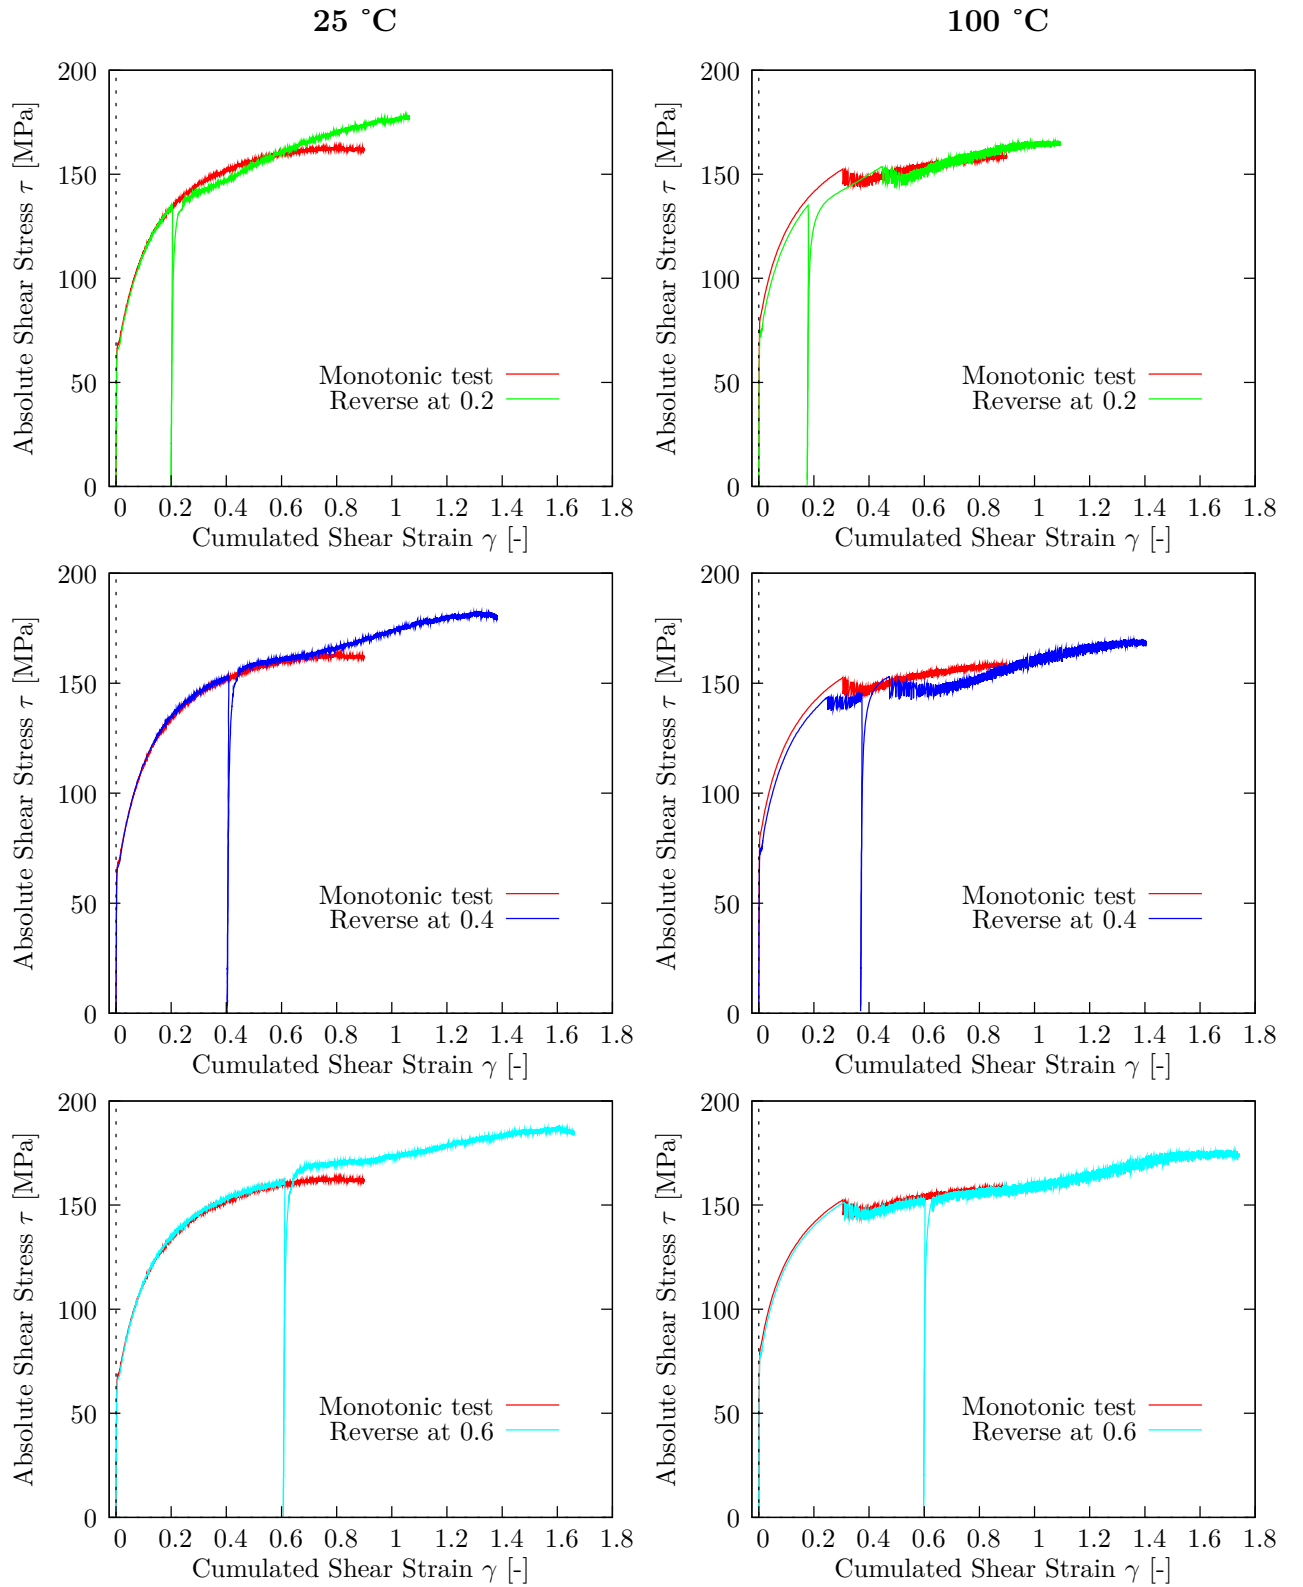 25 °C
100 °C
Absolute Shear Stress τ [MPa]
200
150
100
50
0
Monotonic test
Reverse at 0.2
0 0.2 0.4 0.6 0.8 1 1.2 1.4 1.6 1.8
Cumulated Shear Strain γ [-]
Absolute Shear Stress τ [MPa]
200
150
100
50
0
Monotonic test
Reverse at 0.2
0 0.2 0.4 0.6 0.8 1 1.2 1.4 1.6 1.8
Cumulated Shear Strain γ [-]
Absolute Shear Stress τ [MPa]
200
150
100
50
0
Monotonic test
Reverse at 0.4
0 0.2 0.4 0.6 0.8 1 1.2 1.4 1.6 1.8
Cumulated Shear Strain γ [-]
Absolute Shear Stress τ [MPa]
200
150
100
50
0
Monotonic test
Reverse at 0.4
0 0.2 0.4 0.6 0.8 1 1.2 1.4 1.6 1.8
Cumulated Shear Strain γ [-]
Absolute Shear Stress τ [MPa]
200
150
100
50
0
Monotonic test
Reverse at 0.6
0 0.2 0.4 0.6 0.8 1 1.2 1.4 1.6 1.8
Cumulated Shear Strain γ [-]
Absolute Shear Stress τ [MPa]
200
150
100
50
0
Monotonic test
Reverse at 0.6
0 0.2 0.4 0.6 0.8 1 1.2 1.4 1.6 1.8
Cumulated Shear Strain γ [-]